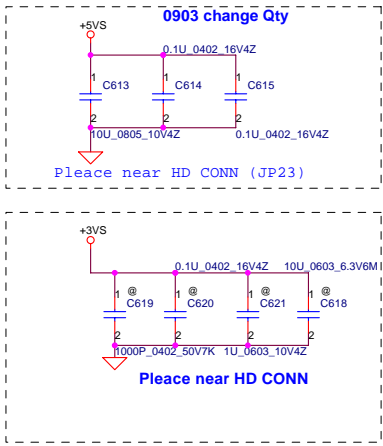 0903 change Qty
+5VS
0.1U_0402_16V4Z
1 1 1
C613 C614 C615
2 2 2
10U_0805_10V4Z 0.1U_0402_16V4Z
Pleace near HD CONN (JP23)
+3VS
0.1U_0402_16V4Z 10U_0603_6.3V6M
1 @ 1 @ 1 @ 1 @
C619 C620 C621 C618
2 2 2 2
1000P_0402_50V7K 1U_0603_10V4Z
Pleace near HD CONN